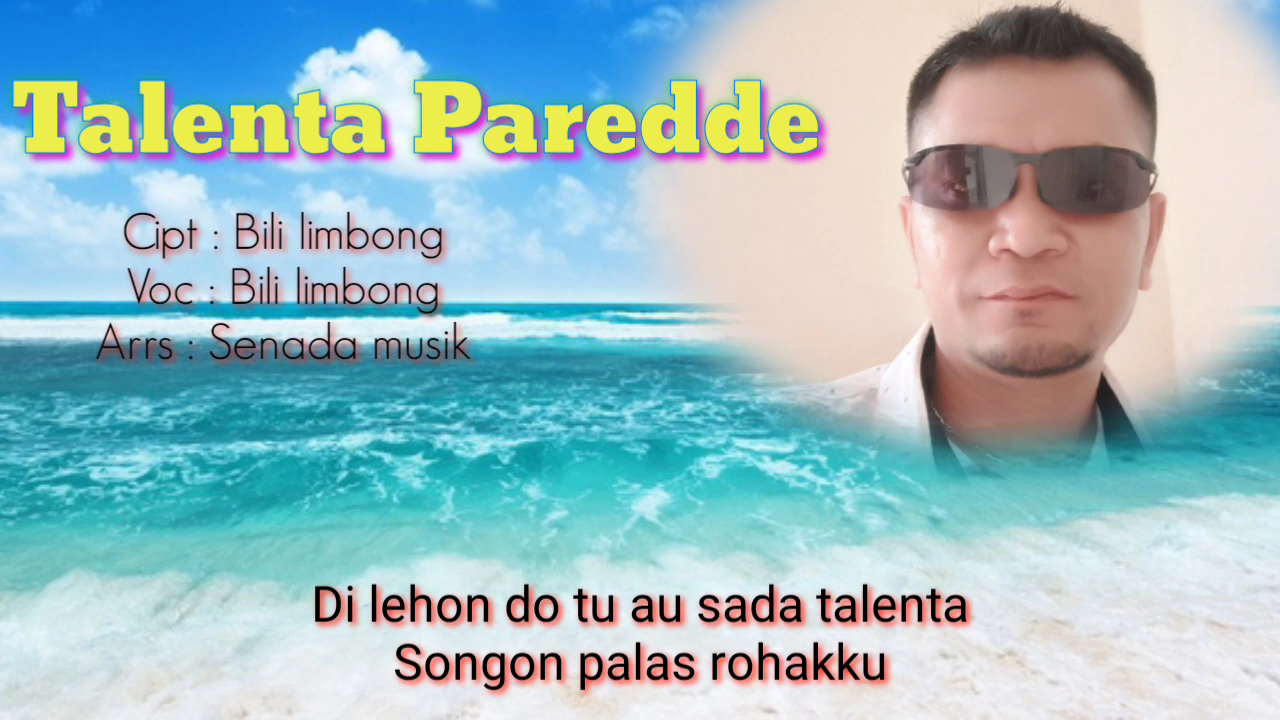 Talenta Paredde
Cipt : Bili limbong
Voc : Bili limbong
Arrs : Senada musik
Di lehon do tu au sada talenta
Songon palas rohakku